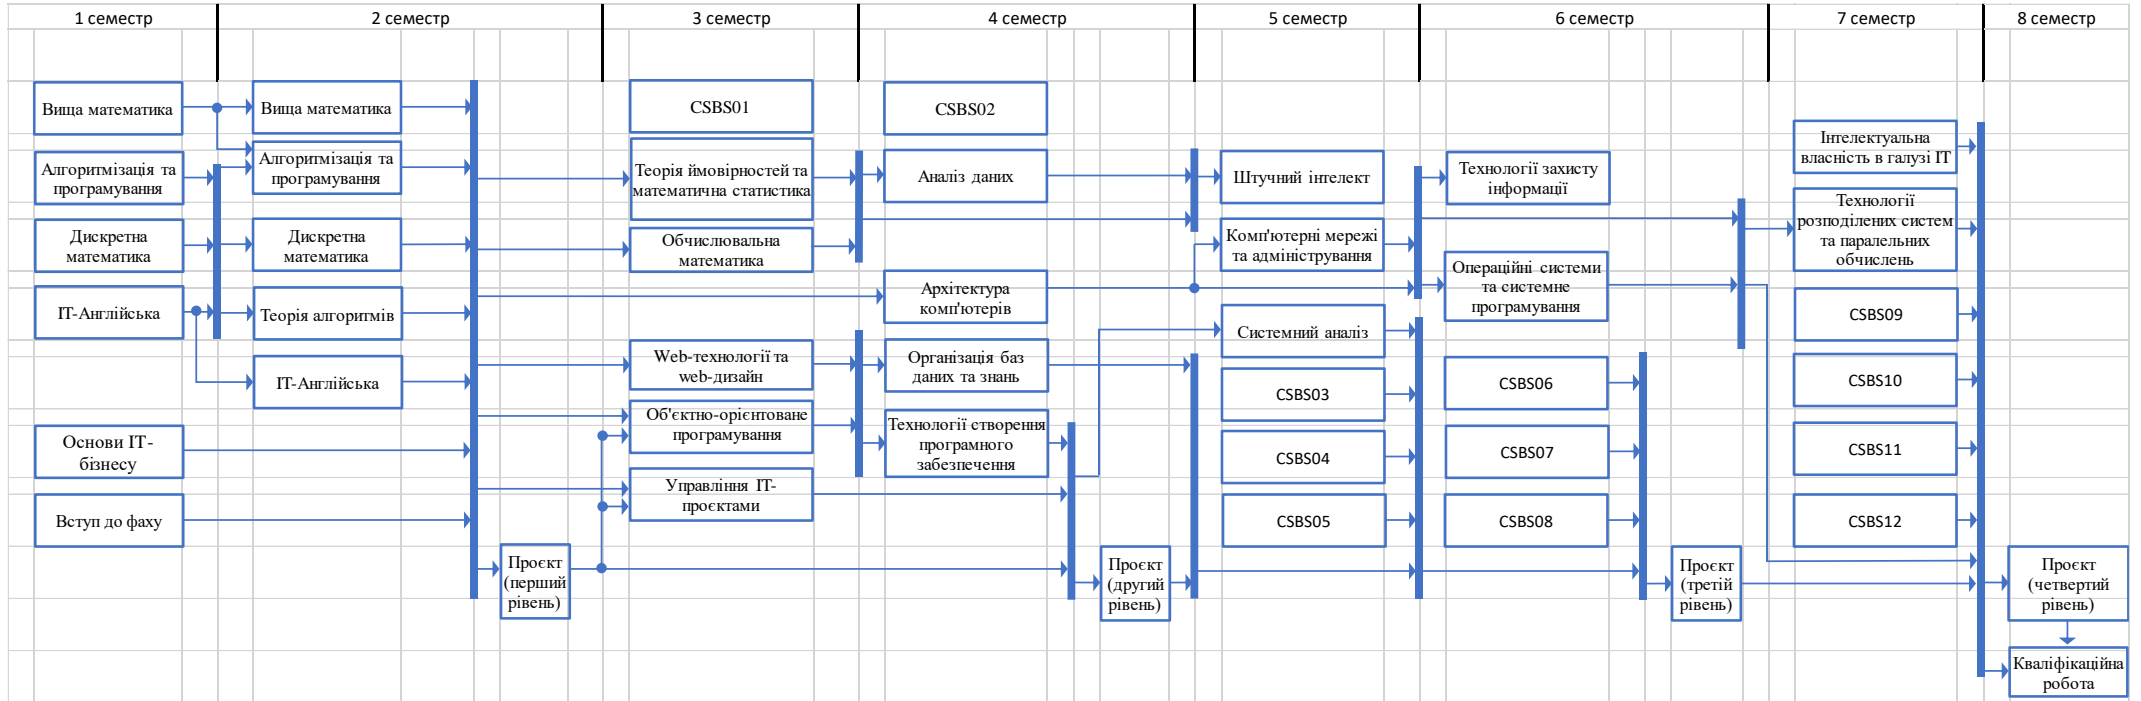 1 семестр
2 семестр
3 семестр
4 семестр
5 семестр
6 семестр
7 семестр
8 семестр
Вища математика
Алгоритмізація та
програмування
Дискретна
математика
ІТ-Англійська
Основи ІТ-
бізнесу
Вступ до фаху
Вища математика
Алгоритмізація та
програмування
Дискретна
математика
Теорія алгоритмів
ІТ-Англійська
Проєкт
(перший
рівень)
CSBS01
Теорія ймовірностей та
математична статистика
Обчислювальна
математика
Web-технології та
web-дизайн
Об'єктно-орієнтоване
програмування
Управління ІТ-
проєктами
CSBS02
Аналіз даних
Архітектура
комп'ютерів
Організація баз
даних та знань
Технології створення
програмного
забезпечення
Проєкт
(другий
рівень)
Штучний інтелект
Комп'ютерні мережі
та адміністрування
Системний аналіз
CSBS03
CSBS04
CSBS05
Технології захисту
інформації
Операційні системи
та системне
програмування
CSBS06
CSBS07
CSBS08
Проєкт
(третій
рівень)
Інтелектуальна
власність в галузі ІТ
Технології
розподілених систем
та паралельних
обчислень
CSBS09
CSBS10
CSBS11
CSBS12
Проєкт
(четвертий
рівень)
Кваліфікаційна
робота